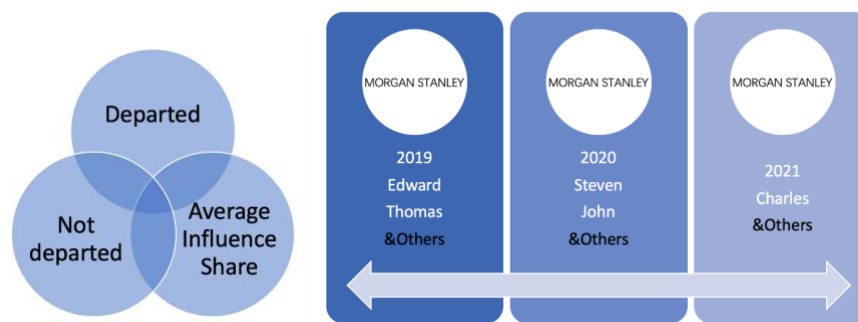 Departed
Not
departed
Average
Influence
Share
MORGAN STANLEY
2019
Edward
Thomas
&Others
MORGAN STANLEY
2020
Steven
John
&Others
MORGAN STANLEY
2021
Charles
&Others